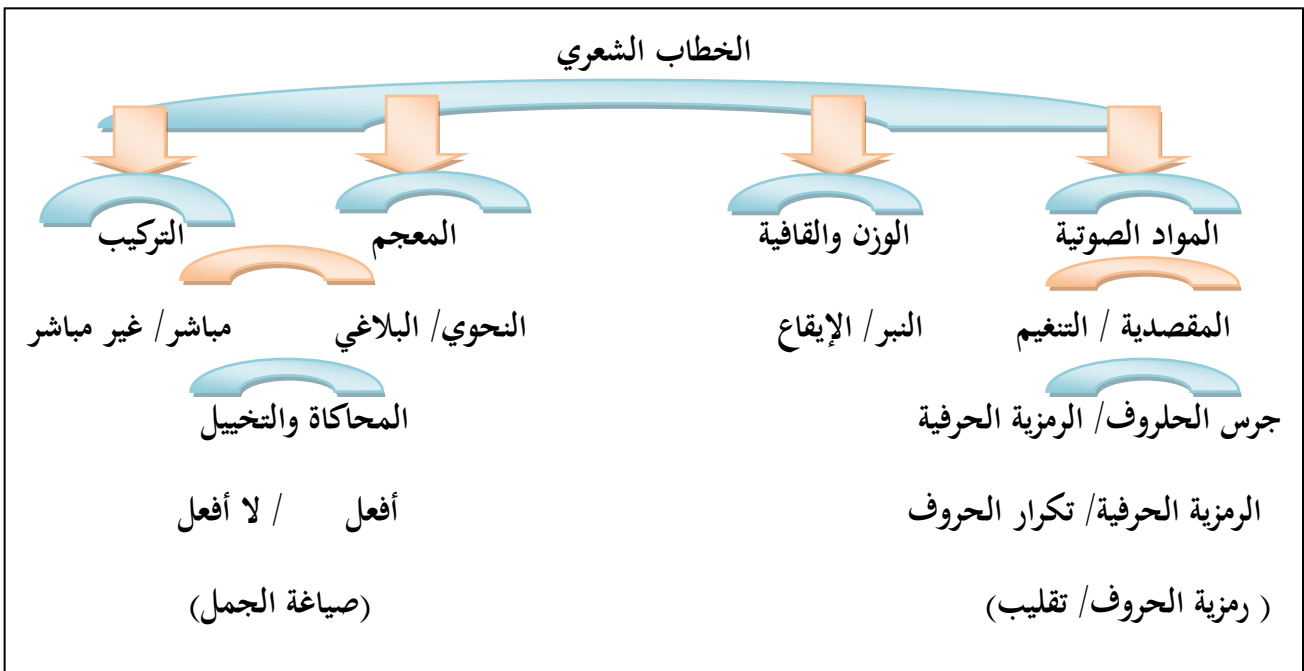 الخطاب الشعري
المواد الصوتية الوزن والقافية المعجم التركيب
المقصدية / التنغيم النبر/ الإيقاع النحوي/ البلاغي مباشر/ غير مباشر
جرس الحلروف/ الرمزية الحرفية المحاكاة والتخييل
الرمزية الحرفية/ تكرار الحروف أفعل / لا أفعل
( رمزية الحروف/ تقليب) (صياغة الجمل)